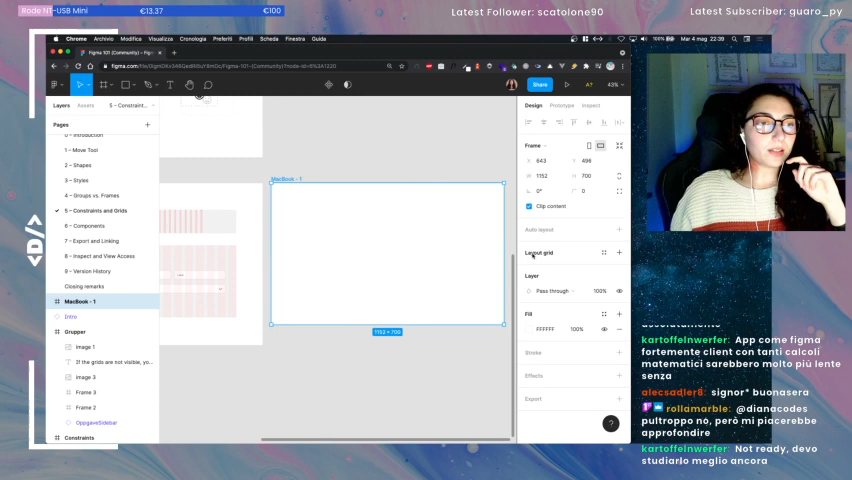 Rode NT-USB Mini €13.37 €100
Latest Follower: scatolone90
Latest Subscriber: guaro_py
Chrome Archivio Modifica Visualizza Cronologia Preferiti Profili Scheda Finestra Guida
100% Mar 4 mag 22:39
Figma 101 (Community) – Fig
Share
A?
43%
Layers Assets 5 – Constraint...
Pages
0 – Introduction
1 – Move Tool
2 – Shapes
3 – Styles
4 – Groups vs. Frames
5 – Constraints and Grids
6 – Components
7 – Export and Linking
8 – Inspect and View Access
9 – Version History
Closing remarks
MacBook - 1
Intro
Grupper
image 1
If the grids are not visible, yo...
image 3
Frame 3
Frame 2
OppgaveSidebar
Constraints
MacBook - 1
1152 × 700
Design Prototype Inspect
Frame
X 643 Y 496
W 1152 H 700
0° 0
Clip content
Auto layout
Layout grid
Layer
Pass through 100%
Fill
FFFFFF 100%
Stroke
Effects
Export
?
<D/>
assolutamente
kartoffelnwerfer: App come figma
fortemente client con tanti calcoli
matematici sarebbero molto più lente
senza
alecsadler8: signor* buonasera
rollamarble: @dianacodes
pultroppo no, però mi piacerebbe
approfondire
kartoffelnwerfer: Not ready, devo
studiarlo meglio ancora